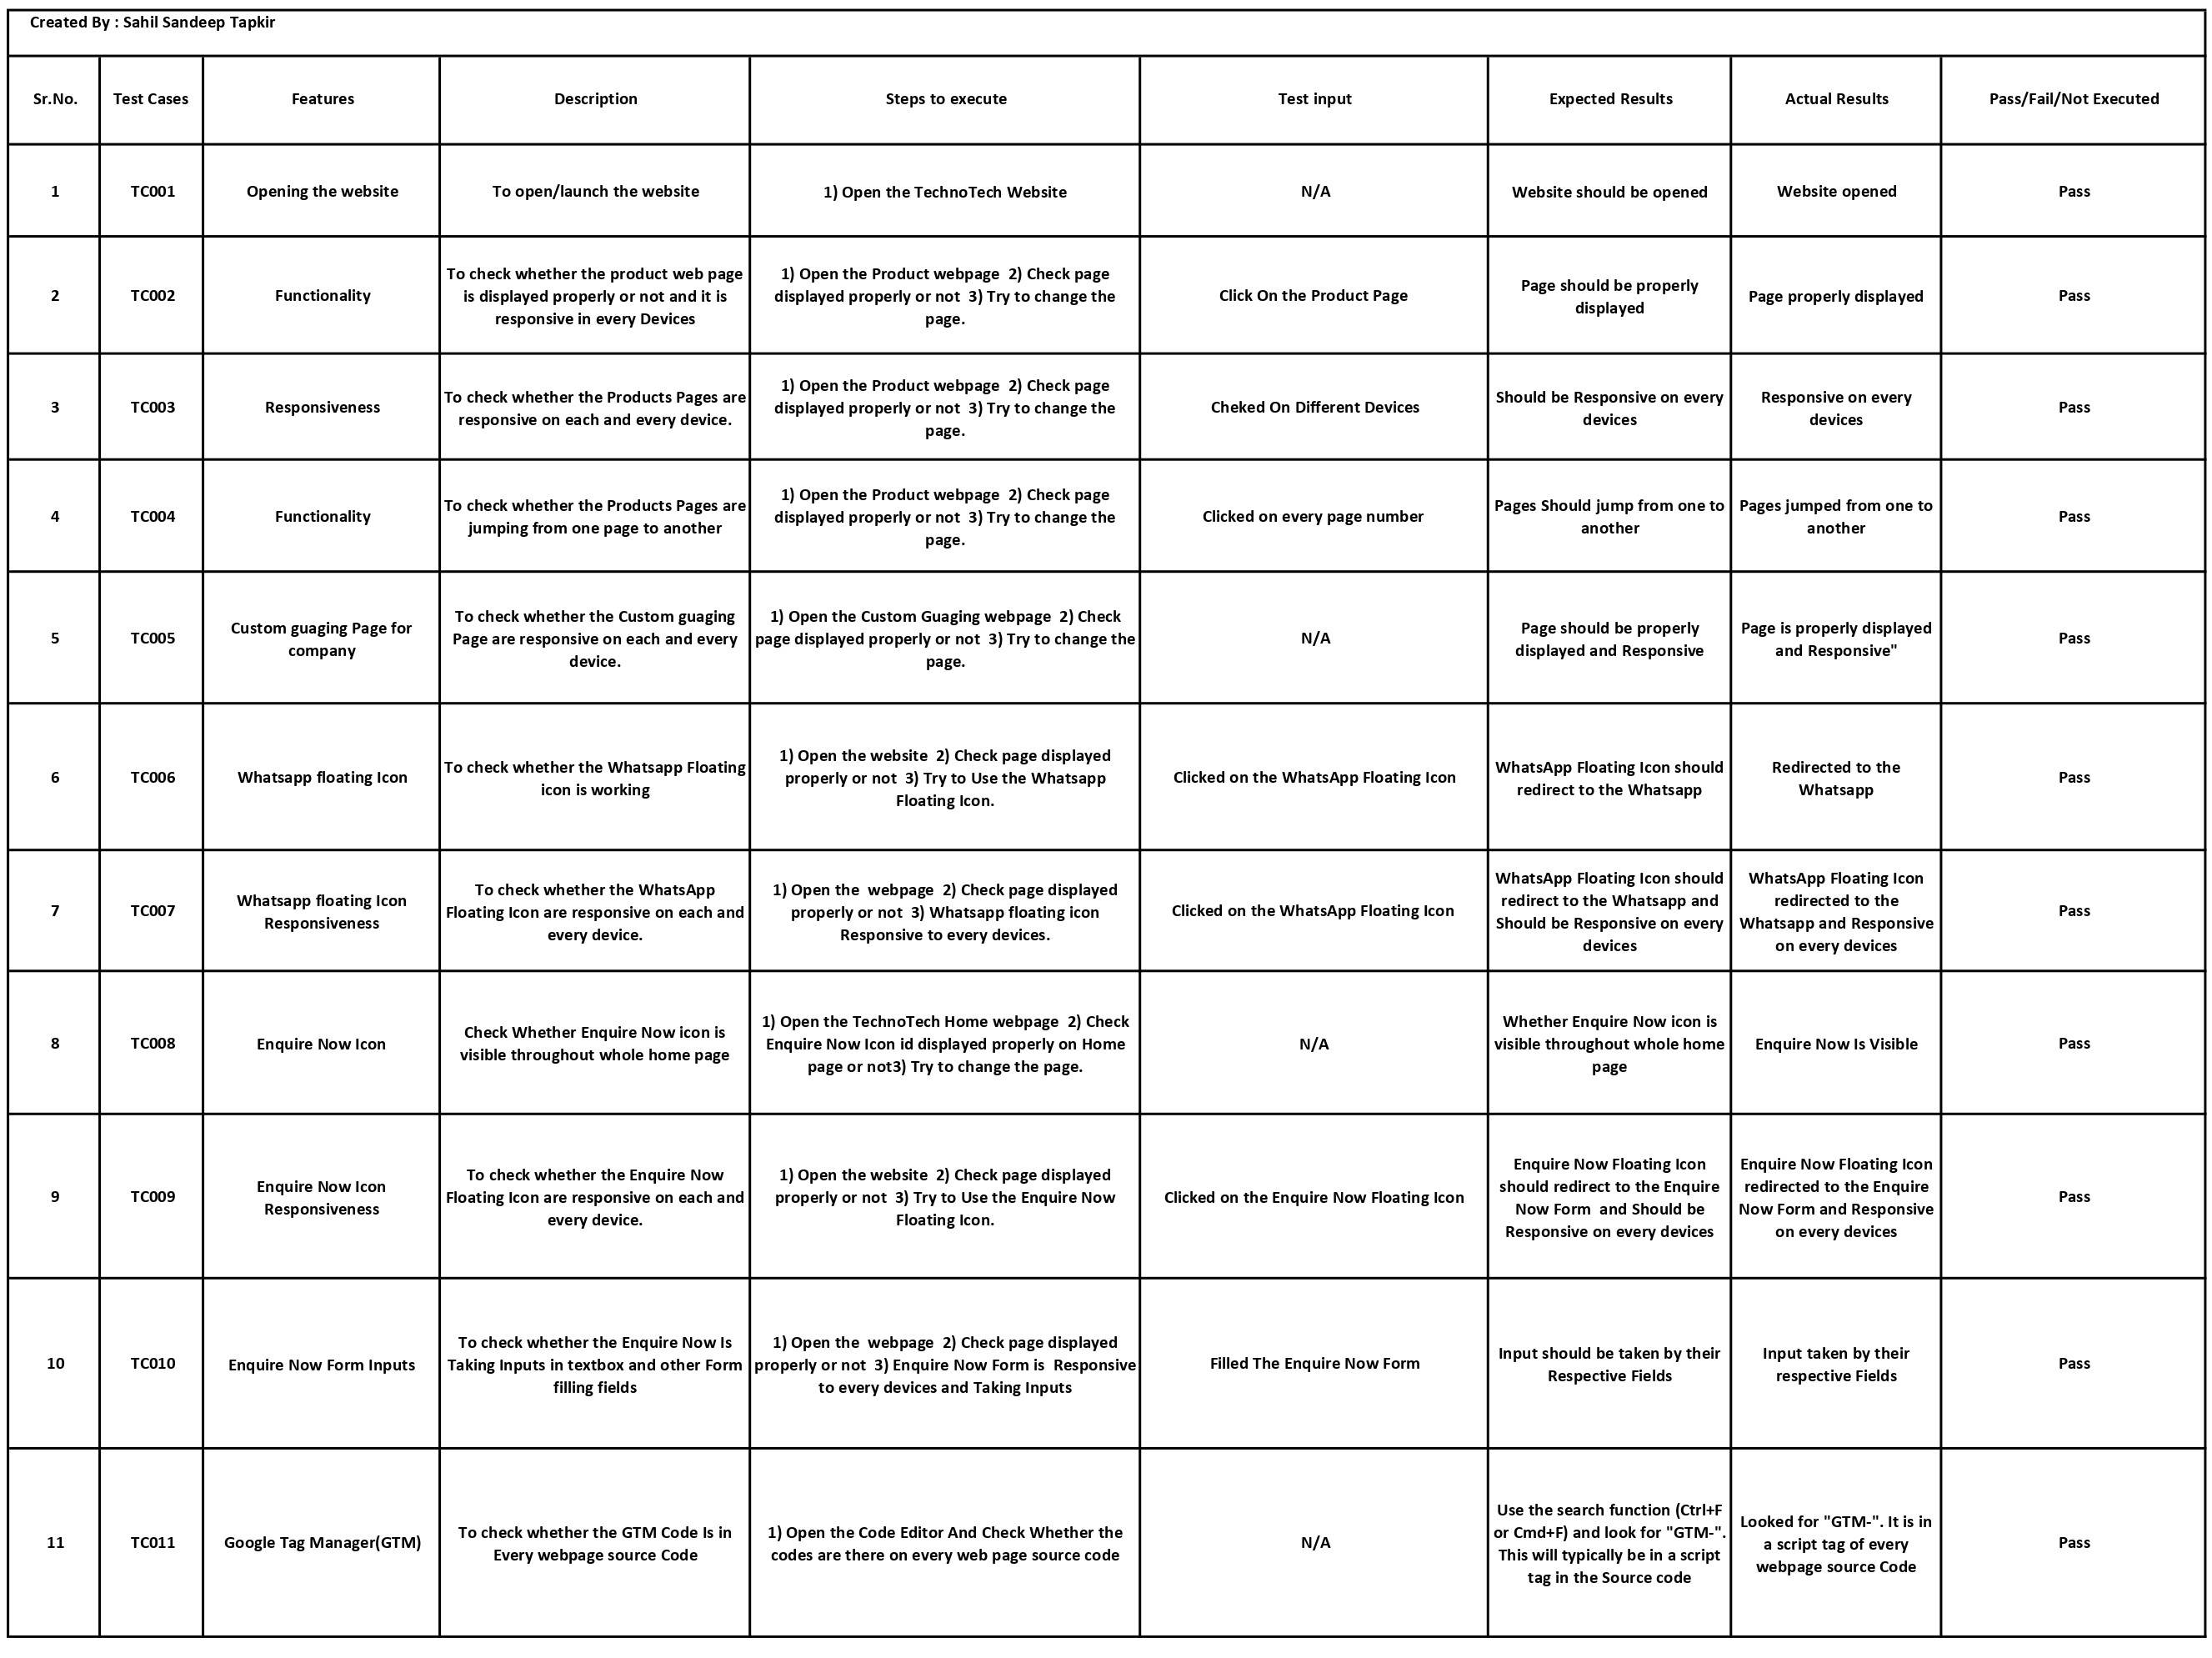 Created By : Sahil Sandeep Tapkir
Sr.No.
Test Cases
Features
Description
Steps to execute
Test input
Expected Results
Actual Results
Pass/Fail/Not Executed
1
TC001
Opening the website
To open/launch the website
1) Open the TechnoTech Website
N/A
Website should be opened
Website opened
Pass
2
TC002
Functionality
To check whether the product web page
is displayed properly or not and it is
responsive in every Devices
1) Open the Product webpage  2) Check page
displayed properly or not  3) Try to change the
page.
Click On the Product Page
Page should be properly
displayed
Page properly displayed
Pass
3
TC003
Responsiveness
To check whether the Products Pages are
responsive on each and every device.
1) Open the Product webpage  2) Check page
displayed properly or not  3) Try to change the
page.
Cheked On Different Devices
Should be Responsive on every
devices
Responsive on every
devices
Pass
4
TC004
Functionality
To check whether the Products Pages are
jumping from one page to another
1) Open the Product webpage  2) Check page
displayed properly or not  3) Try to change the
page.
Clicked on every page number
Pages Should jump from one to
another
Pages jumped from one to
another
Pass
5
TC005
Custom guaging Page for
company
To check whether the Custom guaging
Page are responsive on each and every
device.
1) Open the Custom Guaging webpage  2) Check
page displayed properly or not  3) Try to change the
page.
N/A
Page should be properly
displayed and Responsive
Page is properly displayed
and Responsive"
Pass
6
TC006
Whatsapp floating Icon
To check whether the Whatsapp Floating
icon is working
1) Open the website  2) Check page displayed
properly or not  3) Try to Use the Whatsapp
Floating Icon.
Clicked on the WhatsApp Floating Icon
WhatsApp Floating Icon should
redirect to the Whatsapp
Redirected to the
Whatsapp
Pass
7
TC007
Whatsapp floating Icon
Responsiveness
To check whether the WhatsApp
Floating Icon are responsive on each and
every device.
1) Open the  webpage  2) Check page displayed
properly or not  3) Whatsapp floating icon
Responsive to every devices.
Clicked on the WhatsApp Floating Icon
WhatsApp Floating Icon should
redirect to the Whatsapp and
Should be Responsive on every
devices
WhatsApp Floating Icon
redirected to the
Whatsapp and Responsive
on every devices
Pass
8
TC008
Enquire Now Icon
Check Whether Enquire Now icon is
visible throughout whole home page
1) Open the TechnoTech Home webpage  2) Check
Enquire Now Icon id displayed properly on Home
page or not3) Try to change the page.
N/A
Whether Enquire Now icon is
visible throughout whole home
page
Enquire Now Is Visible
Pass
9
TC009
Enquire Now Icon
Responsiveness
To check whether the Enquire Now
Floating Icon are responsive on each and
every device.
1) Open the website  2) Check page displayed
properly or not  3) Try to Use the Enquire Now
Floating Icon.
Clicked on the Enquire Now Floating Icon
Enquire Now Floating Icon
should redirect to the Enquire
Now Form  and Should be
Responsive on every devices
Enquire Now Floating Icon
redirected to the Enquire
Now Form and Responsive
on every devices
Pass
10
TC010
Enquire Now Form Inputs
To check whether the Enquire Now Is
Taking Inputs in textbox and other Form
filling fields
1) Open the  webpage  2) Check page displayed
properly or not  3) Enquire Now Form is  Responsive
to every devices and Taking Inputs
Filled The Enquire Now Form
Input should be taken by their
Respective Fields
Input taken by their
respective Fields
Pass
11
TC011
Google Tag Manager(GTM)
To check whether the GTM Code Is in
Every webpage source Code
1) Open the Code Editor And Check Whether the
codes are there on every web page source code
N/A
Use the search function (Ctrl+F
or Cmd+F) and look for "GTM-".
This will typically be in a script
tag in the Source code
Looked for "GTM-". It is in
a script tag of every
webpage source Code
Pass